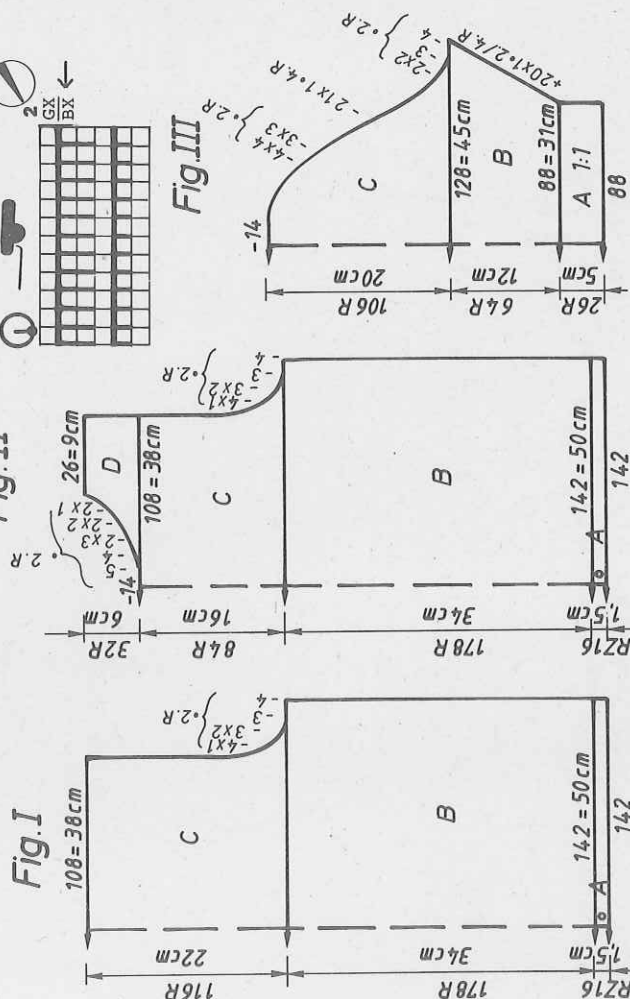 Fig.I
108=38cm
C
-4x1
-3x2
-3
-4
} •2.R
116R
22cm
B
178R
34cm
142=50cm
A
RZ16
1,5cm
142
Fig.II
26=9cm
D
-2x1
-2x2
-2x3
-4
-5
2.R
-14
32R
6cm
108=38cm
C
-4x1
-3x2
-3
-4
} •2.R
84R
16cm
B
178R
34cm
142=50cm
A
RZ16
1,5cm
142
2
GX
BX
Fig.III
-14
-4x4
-3x3
} •2.R
-21x1•4.R
-2x2
-3
-4
} •2.R
C
106R
20cm
128=45cm
B
+20x1•2./4.R
64R
12cm
88=31cm
A 1:1
26R
5cm
88